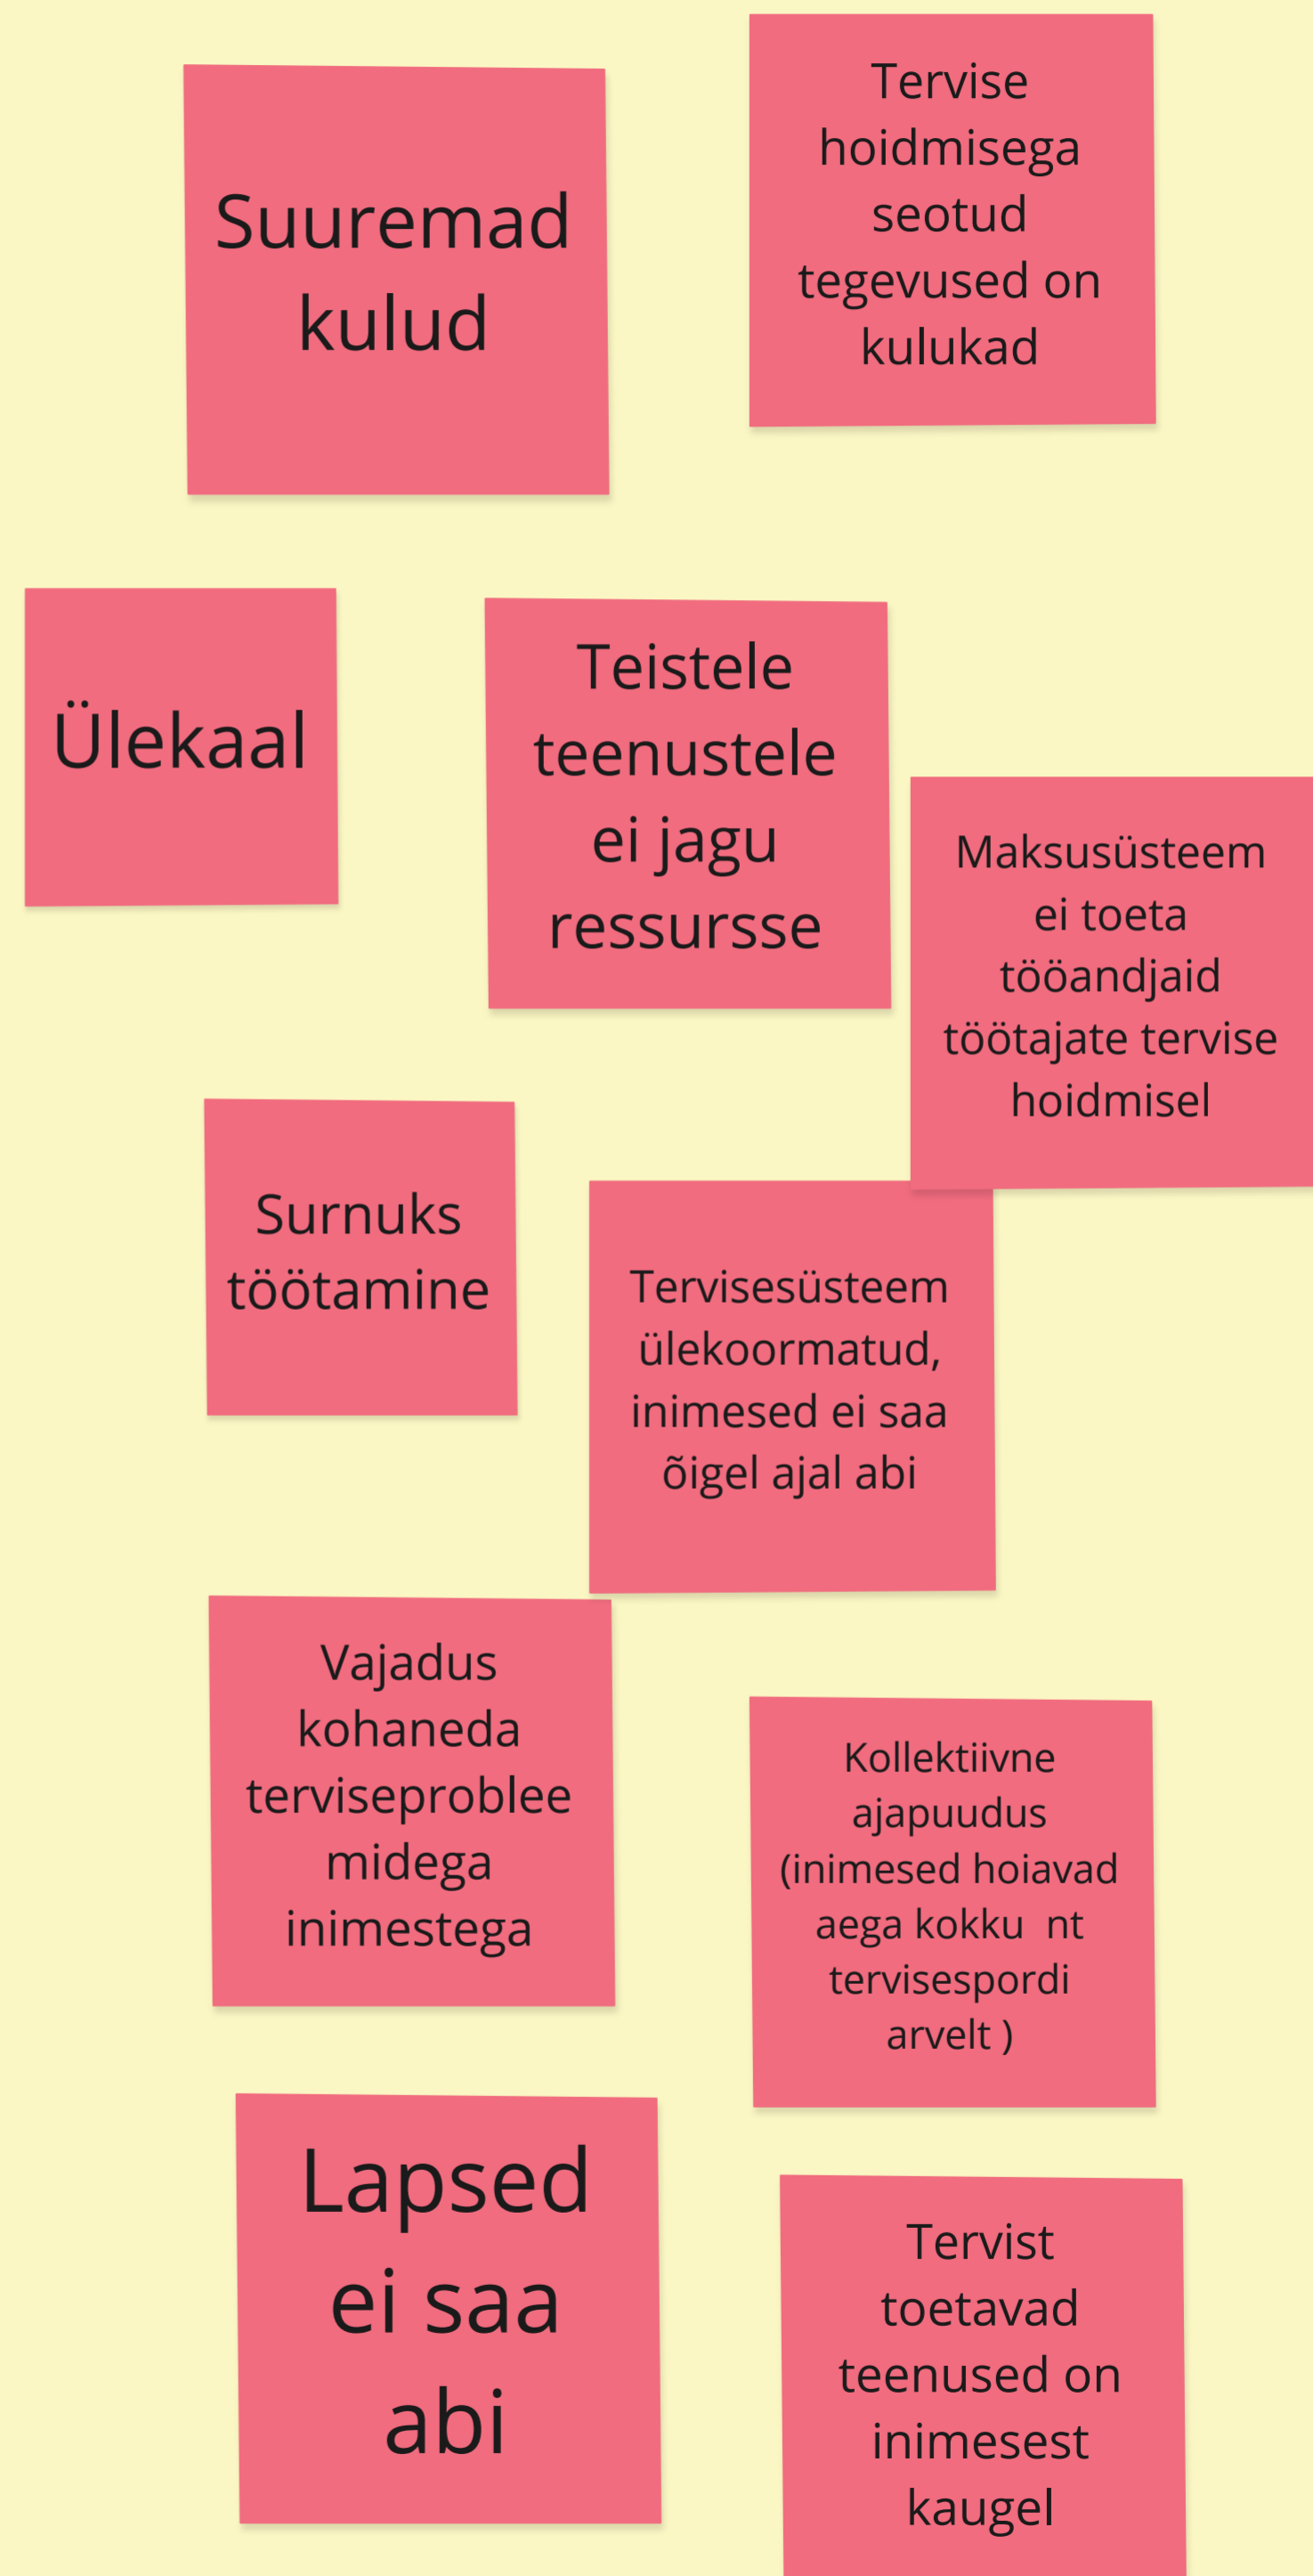 Suuremad
kulud
Tervise
hoidmisega
seotud
tegevused on
kulukad
Ülekaal
Teistele
teenustele
ei jagu
ressursse
Maksusüsteem
ei toeta
tööandjaid
töötajate tervise
hoidmisel
Surnuks
töötamine
Tervisesüsteem
ülekoormatud,
inimesed ei saa
õigel ajal abi
Vajadus
kohaneda
terviseproblee
midega
inimestega
Kollektiivne
ajapuudus
(inimesed hoiavad
aega kokku  nt
tervisespordi
arvelt )
Lapsed
ei saa
abi
Tervist
toetavad
teenused on
inimesest
kaugel